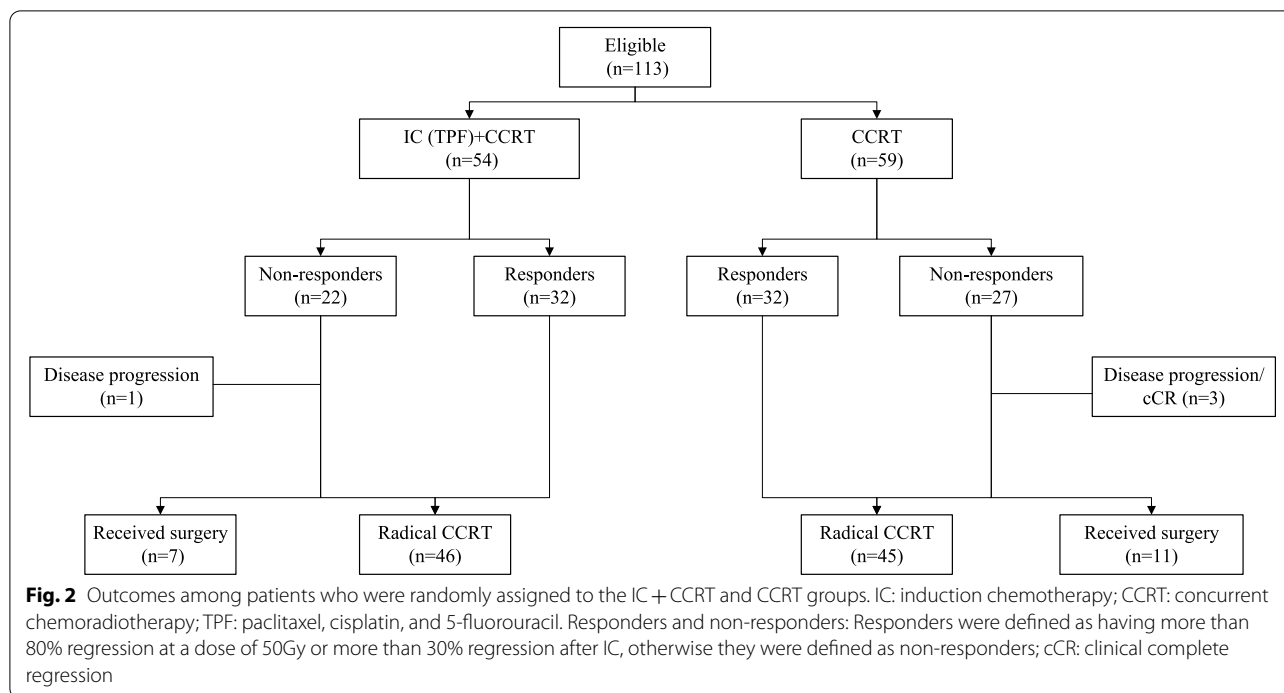 Eligible
(n=113)
IC (TPF)+CCRT
(n=54)
CCRT
(n=59)
Non-responders
(n=22)
Responders
(n=32)
Responders
(n=32)
Non-responders
(n=27)
Disease progression
(n=1)
Disease progression/
cCR (n=3)
Received surgery
(n=7)
Radical CCRT
(n=46)
Radical CCRT
(n=45)
Received surgery
(n=11)
Fig. 2 Outcomes among patients who were randomly assigned to the IC + CCRT and CCRT groups. IC: induction chemotherapy; CCRT: concurrent
chemoradiotherapy; TPF: paclitaxel, cisplatin, and 5-fluorouracil. Responders and non-responders: Responders were defined as having more than
80% regression at a dose of 50Gy or more than 30% regression after IC, otherwise they were defined as non-responders; cCR: clinical complete
regression